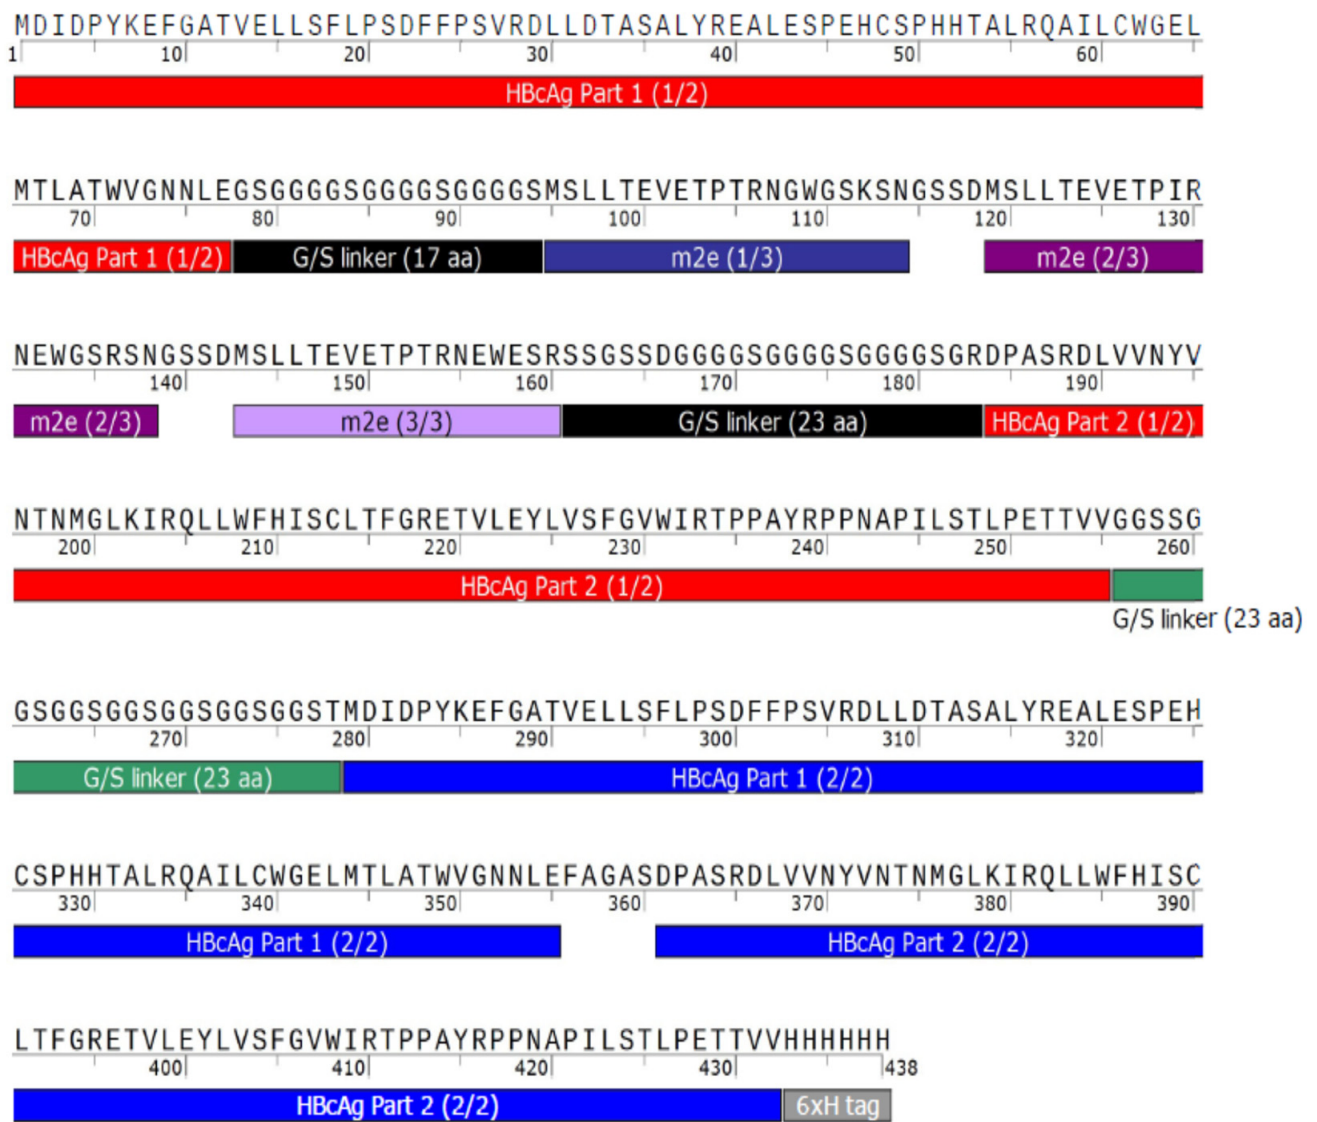 MDIDPYKEFGATVELLSFLPSDFFPSVRDLLDTASALYREALESPEHCSPHHTALRQAILCWGEL
1 10 20 30 40 50 60
HBcAg Part 1 (1/2)
MTLATWVGNNLEGSGGGGSGGGGSGGGGSMSLLTEVETPTRNGWGSKSNGSSDMSLLTEVETPIR
70 80 90 100 110 120 130
HBcAg Part 1 (1/2) G/S linker (17 aa) m2e (1/3) m2e (2/3)
NEWGSRSNGSSDMSLLTEVETPTRNEWESRSSGSSDGGGGSGGGGSGGGGSGRDPASRDLVVNYV
140 150 160 170 180 190
m2e (2/3) m2e (3/3) G/S linker (23 aa) HBcAg Part 2 (1/2)
NTNMGLKIRQLLWFHISCLTFGRETVLEYLVSFGVWIRTPPAYRPPNAPILSTLPETTVVGGSSG
200 210 220 230 240 250 260
HBcAg Part 2 (1/2)
G/S linker (23 aa)
GSGGSGGSGGSGGSGGSTMDIDPYKEFGATVELLSFLPSDFFPSVRDLLDTASALYREALESPEH
270 280 290 300 310 320
G/S linker (23 aa) HBcAg Part 1 (2/2)
CSPHHTALRQAILCWGELMTLATWVGNNLEFAGASDPASRDLVVNYVNTNMGLKIRQLLWFHISC
330 340 350 360 370 380 390
HBcAg Part 1 (2/2) HBcAg Part 2 (2/2)
LTFGRETVLEYLVSFGVWIRTPPAYRPPNAPILSTLPETTVVHHHHHH
400 410 420 430 438
HBcAg Part 2 (2/2) 6xH tag